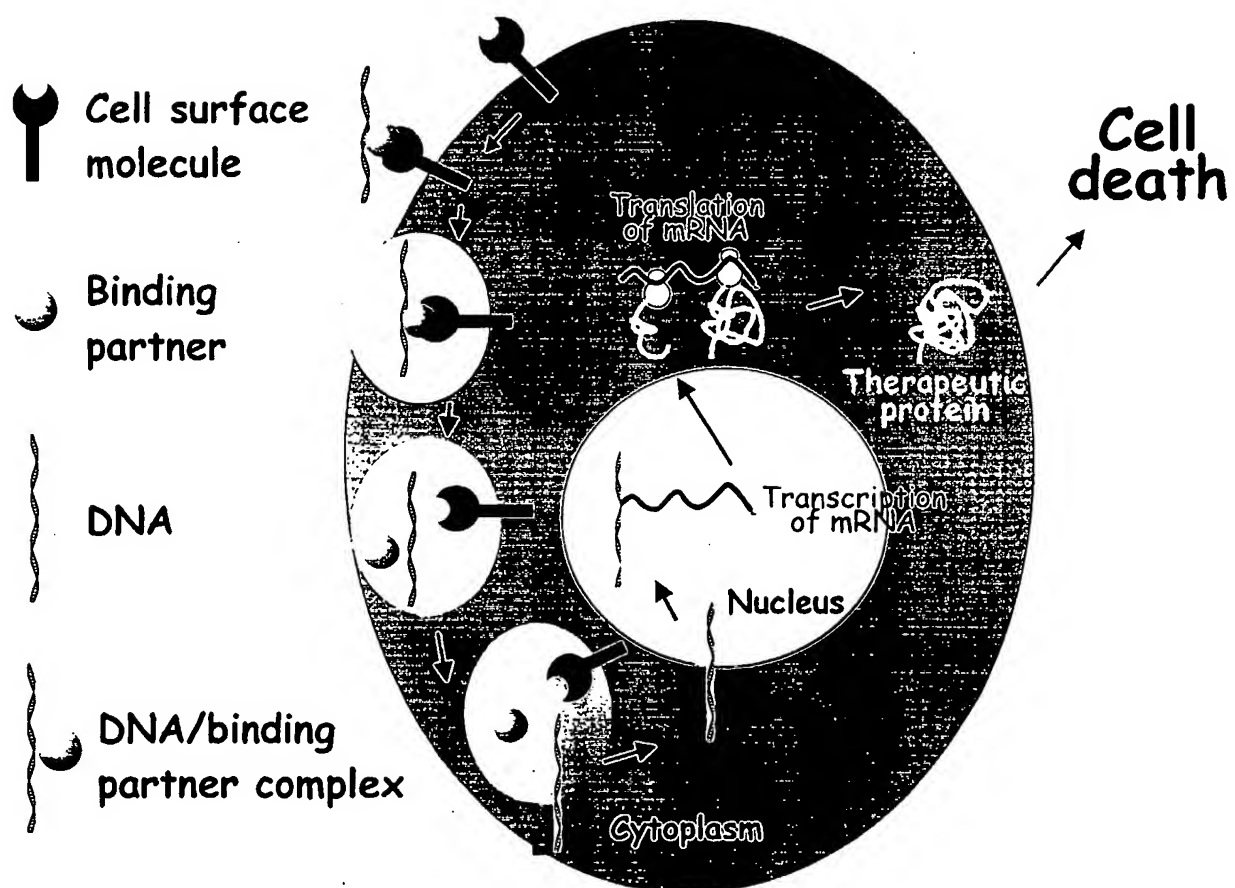 Cell surface
molecule
Binding
partner
DNA
DNA/binding
partner complex
Translation
of mRNA
Therapeutic
protein
Transcription
of mRNA
Nucleus
Cytoplasm
Cell
death